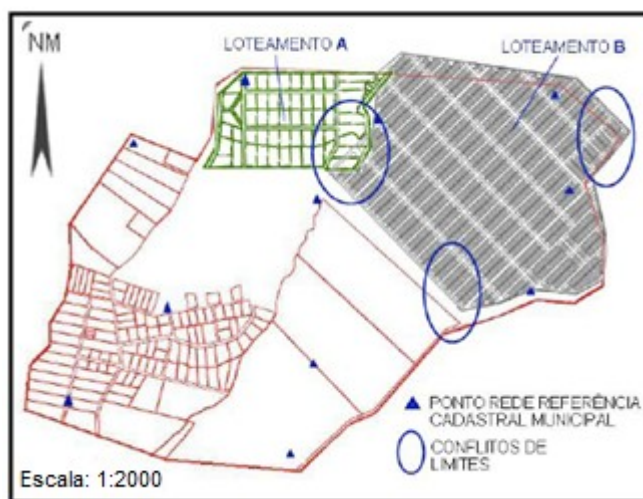 NM
LOTEAMENTO A
LOTEAMENTO B
PONTO REDE REFERÊNCIA
CADASTRAL MUNICIPAL
CONFLITOS DE
LIMITES
Escala: 1:2000